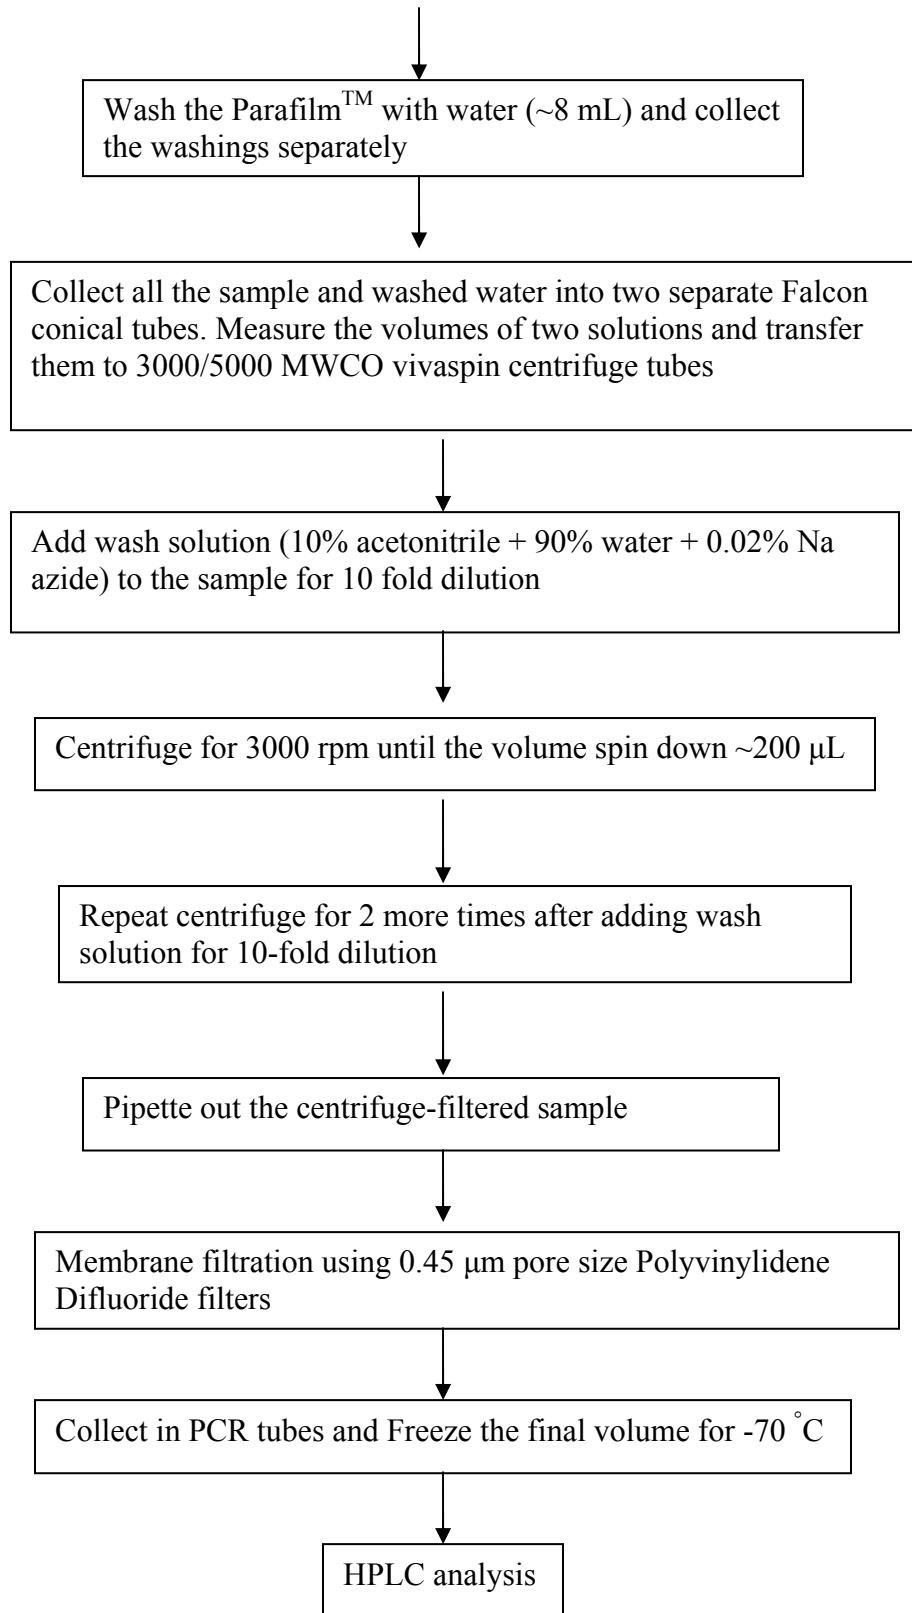 Wash the Parafilm™ with water (~8 mL) and collect
the washings separately
Collect all the sample and washed water into two separate Falcon
conical tubes. Measure the volumes of two solutions and transfer
them to 3000/5000 MWCO vivaspin centrifuge tubes
Add wash solution (10% acetonitrile + 90% water + 0.02% Na
azide) to the sample for 10 fold dilution
Centrifuge for 3000 rpm until the volume spin down ~200 μL
Repeat centrifuge for 2 more times after adding wash
solution for 10-fold dilution
Pipette out the centrifuge-filtered sample
Membrane filtration using 0.45 μm pore size Polyvinylidene
Difluoride filters
Collect in PCR tubes and Freeze the final volume for -70 °C
HPLC analysis